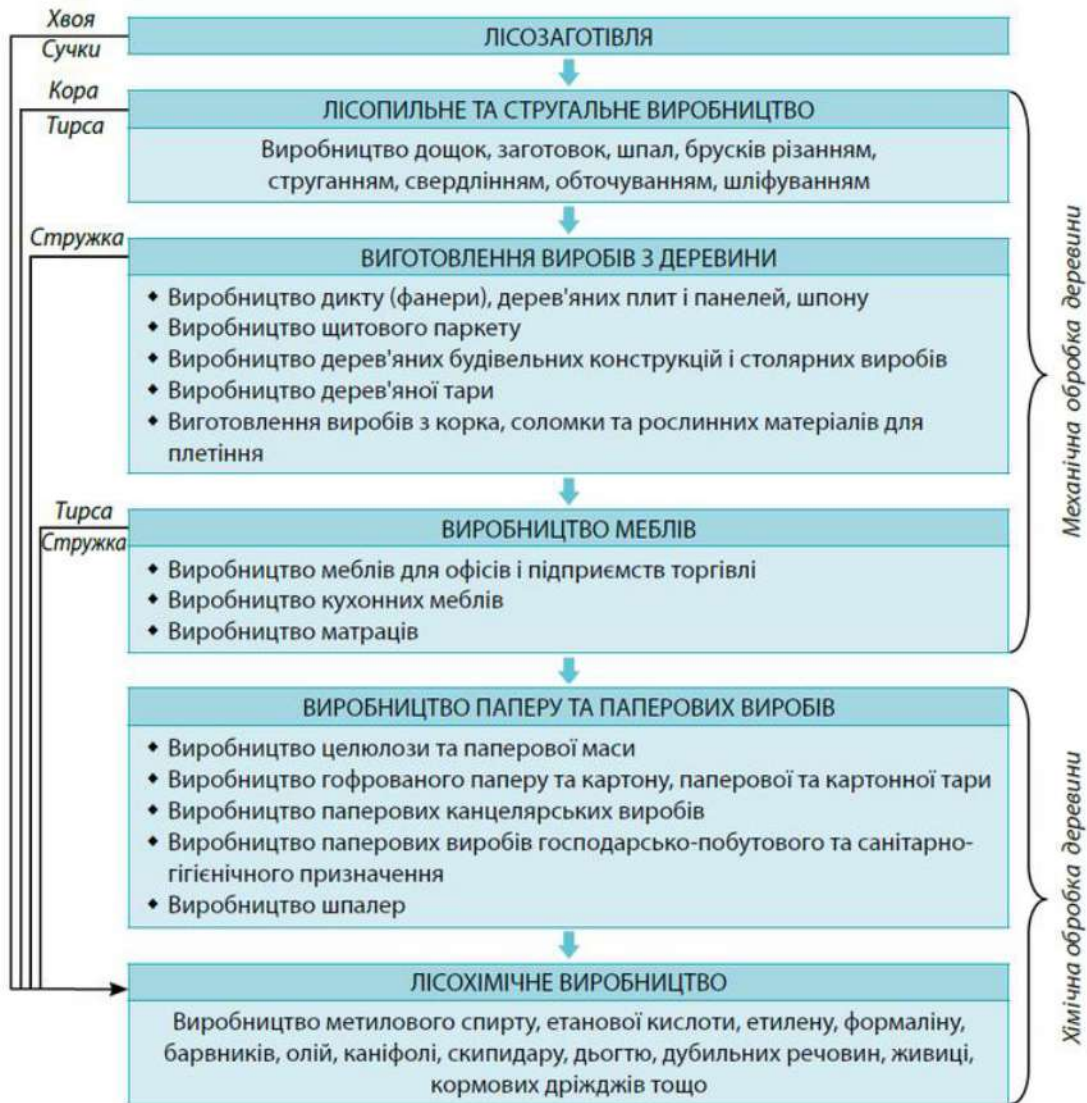 Хвоя
Сучки
ЛІСОЗАГОТІВЛЯ
Кора
Тирса
ЛІСОПИЛЬНЕ ТА СТРУГАЛЬНЕ ВИРОБНИЦТВО
Виробництво дощок, заготовок, шпал, брусків різанням,
струганням, свердлінням, обточуванням, шліфуванням
Стружка
ВИГОТОВЛЕННЯ ВИРОБІВ З ДЕРЕВИНИ
◆ Виробництво дикту (фанери), дерев'яних плит і панелей, шпону
◆ Виробництво щитового паркету
◆ Виробництво дерев'яних будівельних конструкцій і столярних виробів
◆ Виробництво дерев'яної тари
◆ Виготовлення виробів з корка, соломки та рослинних матеріалів для
плетіння
Тирса
Стружка
ВИРОБНИЦТВО МЕБЛІВ
◆ Виробництво меблів для офісів і підприємств торгівлі
◆ Виробництво кухонних меблів
◆ Виробництво матраців
Механічна обробка деревини
ВИРОБНИЦТВО ПАПЕРУ ТА ПАПЕРОВИХ ВИРОБІВ
◆ Виробництво целюлози та паперової маси
◆ Виробництво гофрованого паперу та картону, паперової та картонної тари
◆ Виробництво паперових канцелярських виробів
◆ Виробництво паперових виробів господарсько-побутового та санітарно-
гігієнічного призначення
◆ Виробництво шпалер
ЛІСОХІМІЧНЕ ВИРОБНИЦТВО
Виробництво метилового спирту, етанової кислоти, етилену, формаліну,
барвників, олій, каніфолі, скипидару, дьогтю, дубильних речовин, живиці,
кормових дріжджів тощо
Хімічна обробка деревини